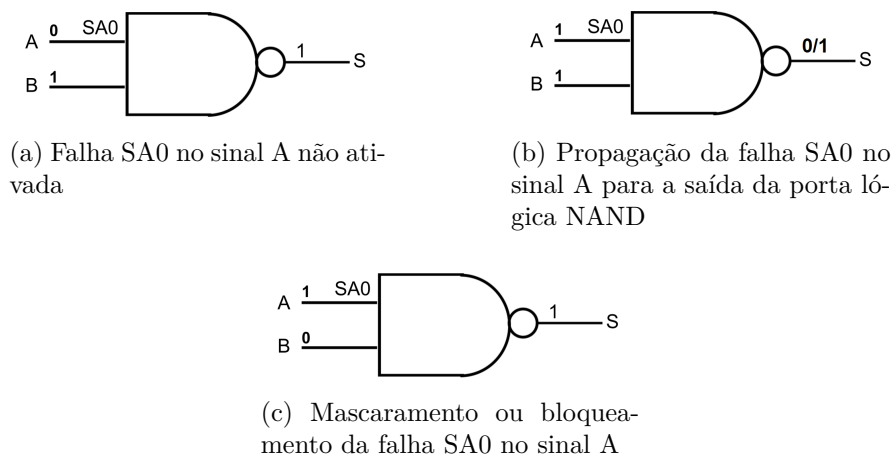 A 0 SA0 1 S
B 1
(a) Falha SA0 no sinal A não ati-
vada
A 1 SA0 0/1 S
B 1
(b) Propagação da falha SA0 no
sinal A para a saída da porta ló-
gica NAND
A 1 SA0 1 S
B 0
(c) Mascaramento ou bloquea-
mento da falha SA0 no sinal A